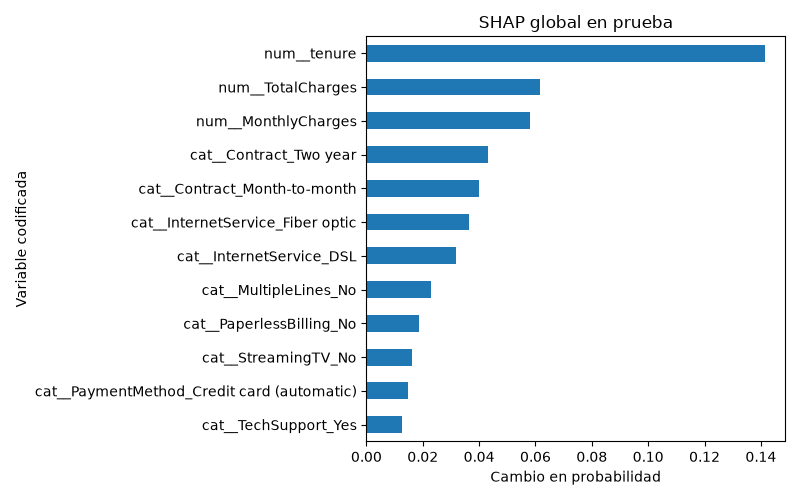 SHAP global en prueba
Variable codificada
num__tenure
num__TotalCharges
num__MonthlyCharges
cat__Contract_Two year
cat__Contract_Month-to-month
cat__InternetService_Fiber optic
cat__InternetService_DSL
cat__MultipleLines_No
cat__PaperlessBilling_No
cat__StreamingTV_No
cat__PaymentMethod_Credit card (automatic)
cat__TechSupport_Yes
0.00 0.02 0.04 0.06 0.08 0.10 0.12 0.14
Cambio en probabilidad